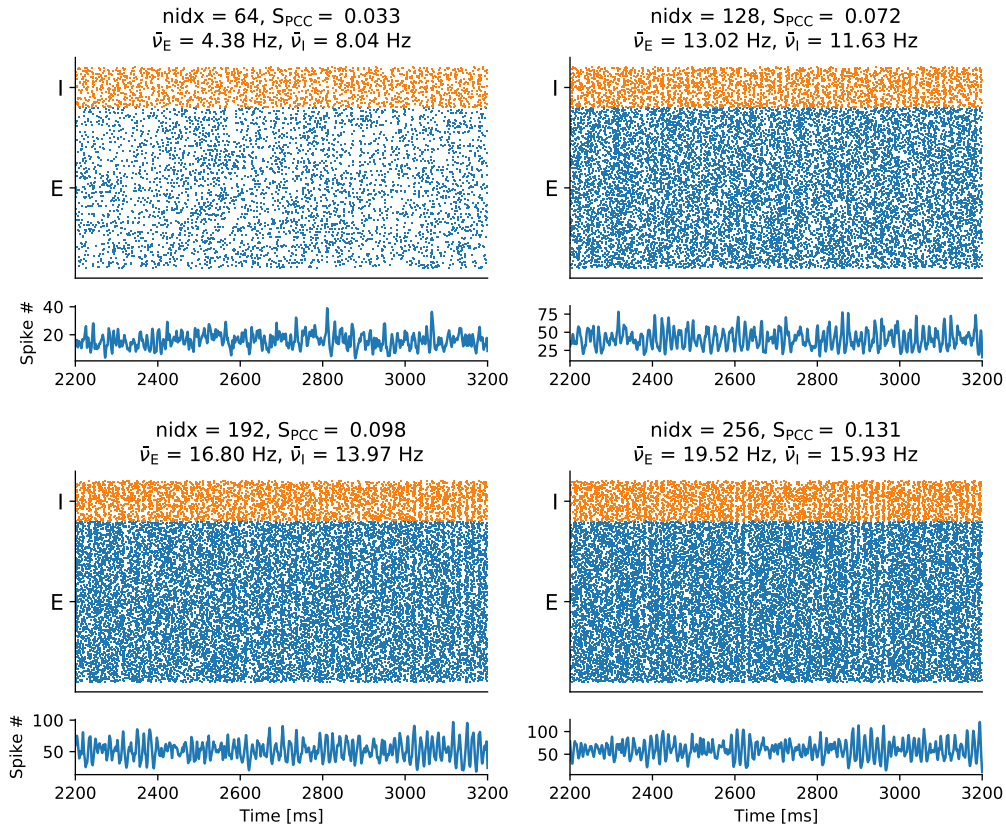 nidx = 64, S_PCC = 0.033
ν̄_E = 4.38 Hz, ν̄_I = 8.04 Hz
I
E
Spike #
40
20
2200 2400 2600 2800 3000 3200
nidx = 128, S_PCC = 0.072
ν̄_E = 13.02 Hz, ν̄_I = 11.63 Hz
I
E
75
50
25
2200 2400 2600 2800 3000 3200
nidx = 192, S_PCC = 0.098
ν̄_E = 16.80 Hz, ν̄_I = 13.97 Hz
I
E
Spike #
100
50
2200 2400 2600 2800 3000 3200
Time [ms]
nidx = 256, S_PCC = 0.131
ν̄_E = 19.52 Hz, ν̄_I = 15.93 Hz
I
E
100
50
2200 2400 2600 2800 3000 3200
Time [ms]